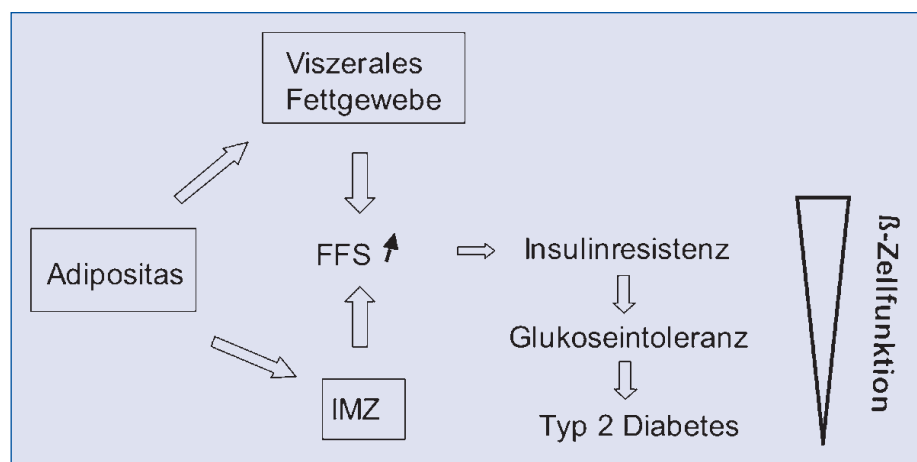 Viszerales
Fettgewebe
Adipositas
FFS
Insulinresistenz
Glukoseintoleranz
IMZ
Typ 2 Diabetes
ß-Zellfunktion